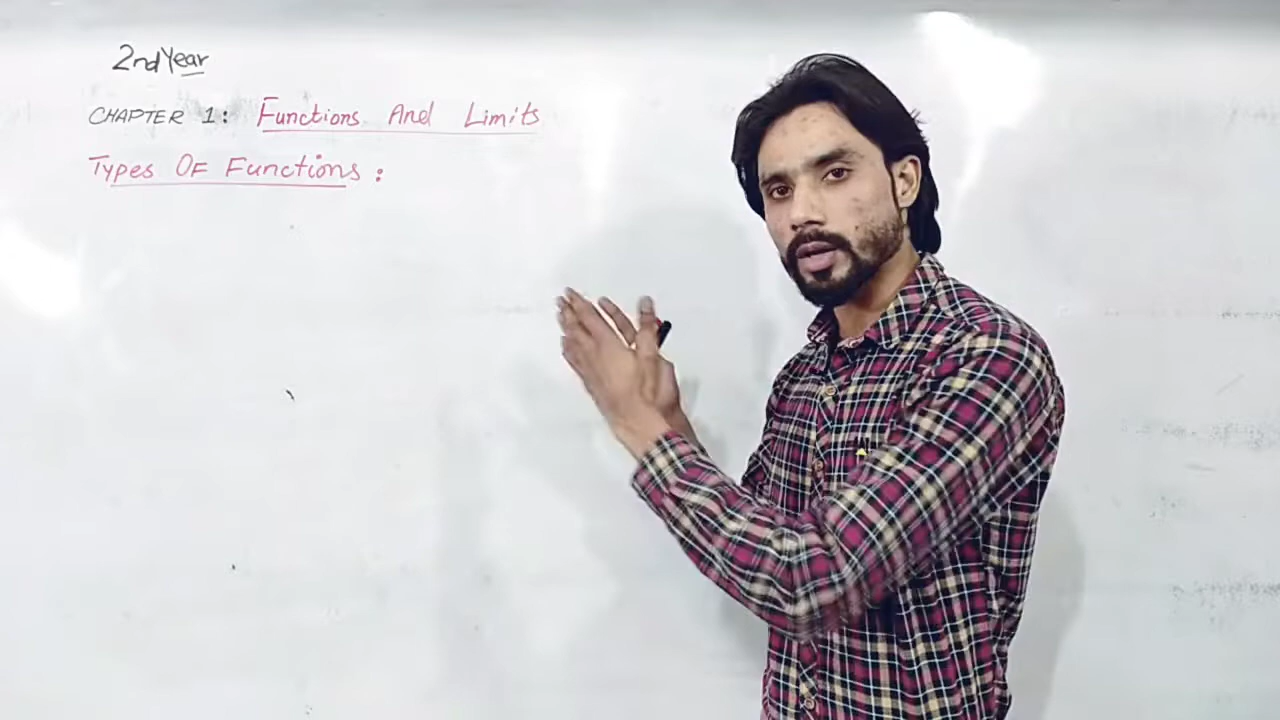 2nd Year
CHAPTER 1: Functions And Limits
Types OF Functions: